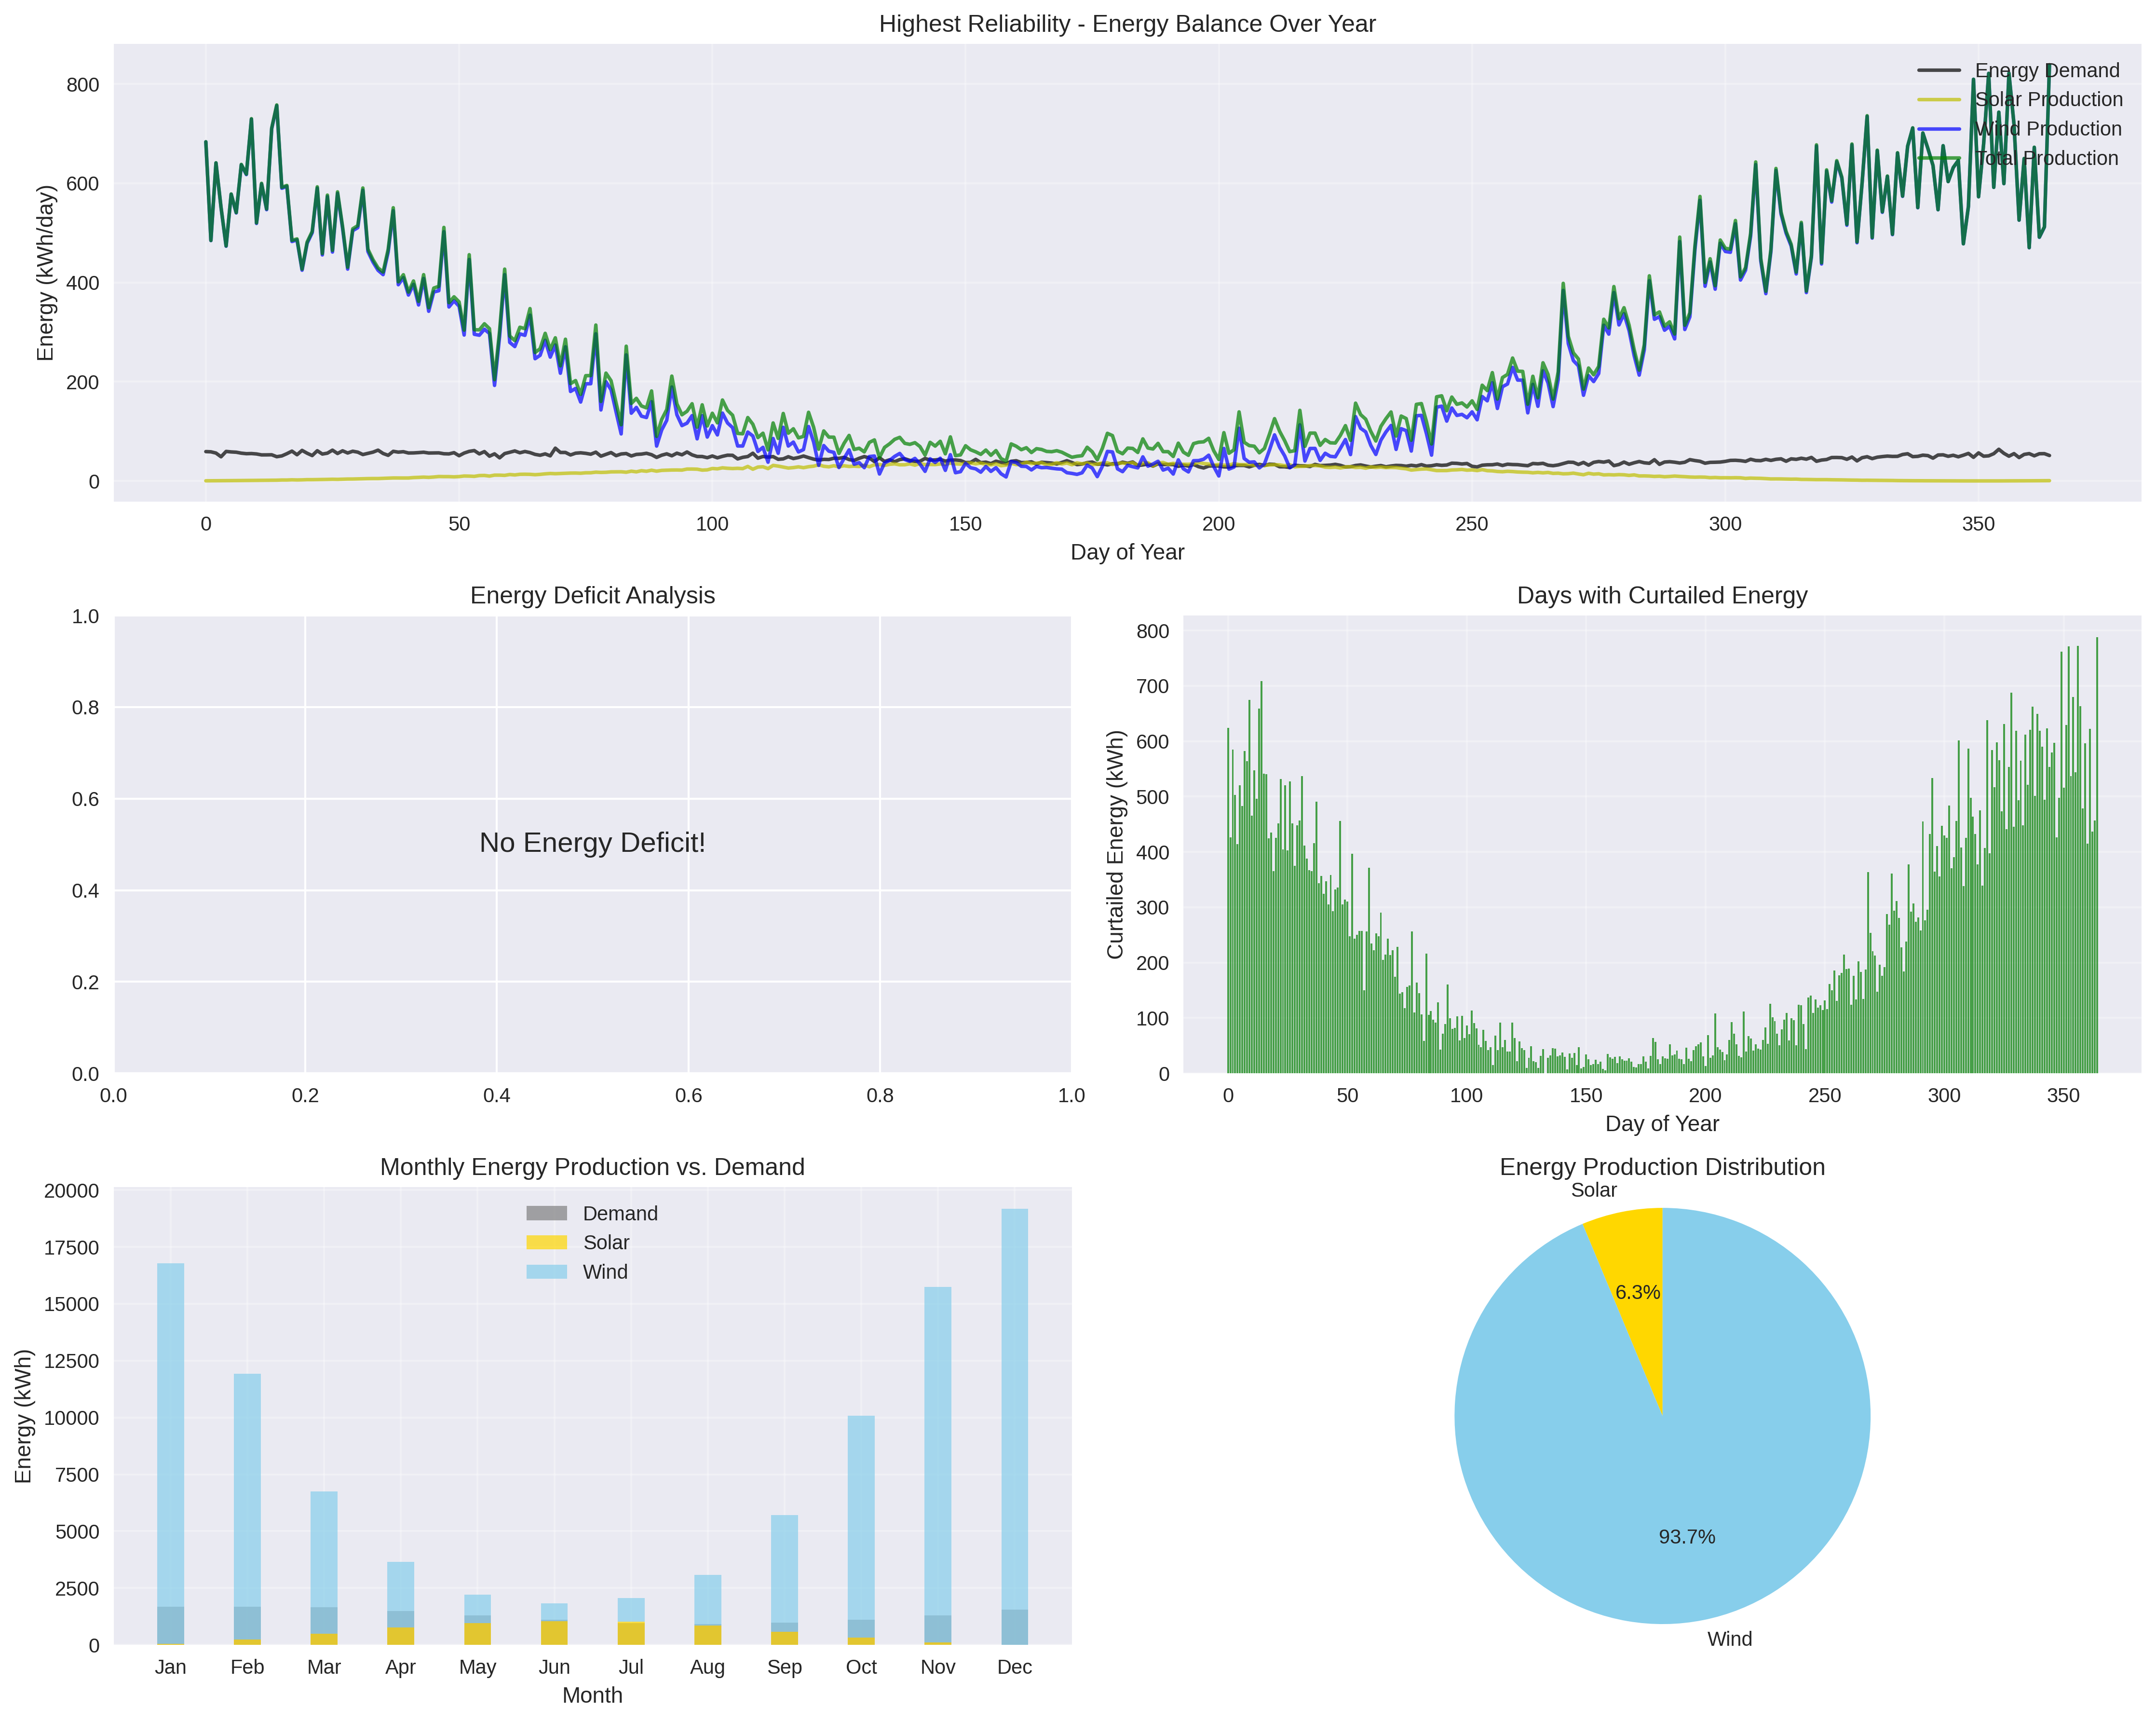 Highest Reliability - Energy Balance Over Year
Energy (kWh/day)
800
600
400
200
0
Energy Demand
Solar Production
Wind Production
Total Production
0 50 100 150 200 250 300 350
Day of Year
Energy Deficit Analysis
1.0
0.8
0.6
0.4
0.2
0.0
No Energy Deficit!
0.0 0.2 0.4 0.6 0.8 1.0
Days with Curtailed Energy
Curtailed Energy (kWh)
800
700
600
500
400
300
200
100
0
0 50 100 150 200 250 300 350
Day of Year
Monthly Energy Production vs. Demand
Energy (kWh)
20000
17500
15000
12500
10000
7500
5000
2500
0
Demand
Solar
Wind
Jan Feb Mar Apr May Jun Jul Aug Sep Oct Nov Dec
Month
Energy Production Distribution
Solar
6.3%
93.7%
Wind